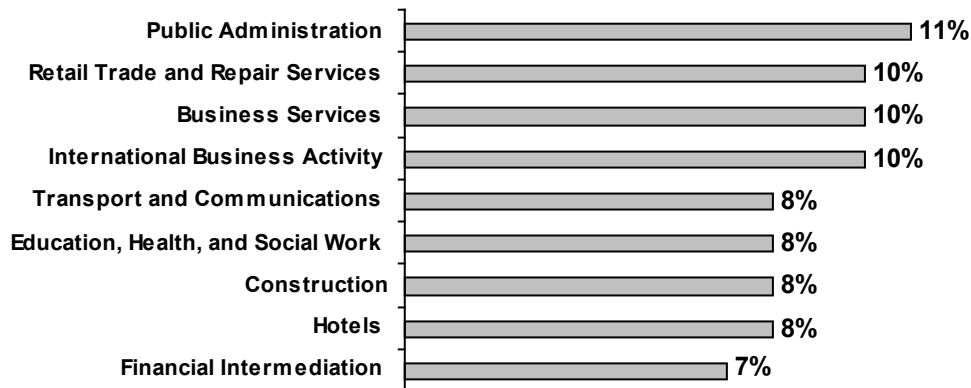 Public Administration 11%
Retail Trade and Repair Services 10%
Business Services 10%
International Business Activity 10%
Transport and Communications 8%
Education, Health, and Social Work 8%
Construction 8%
Hotels 8%
Financial Intermediation 7%